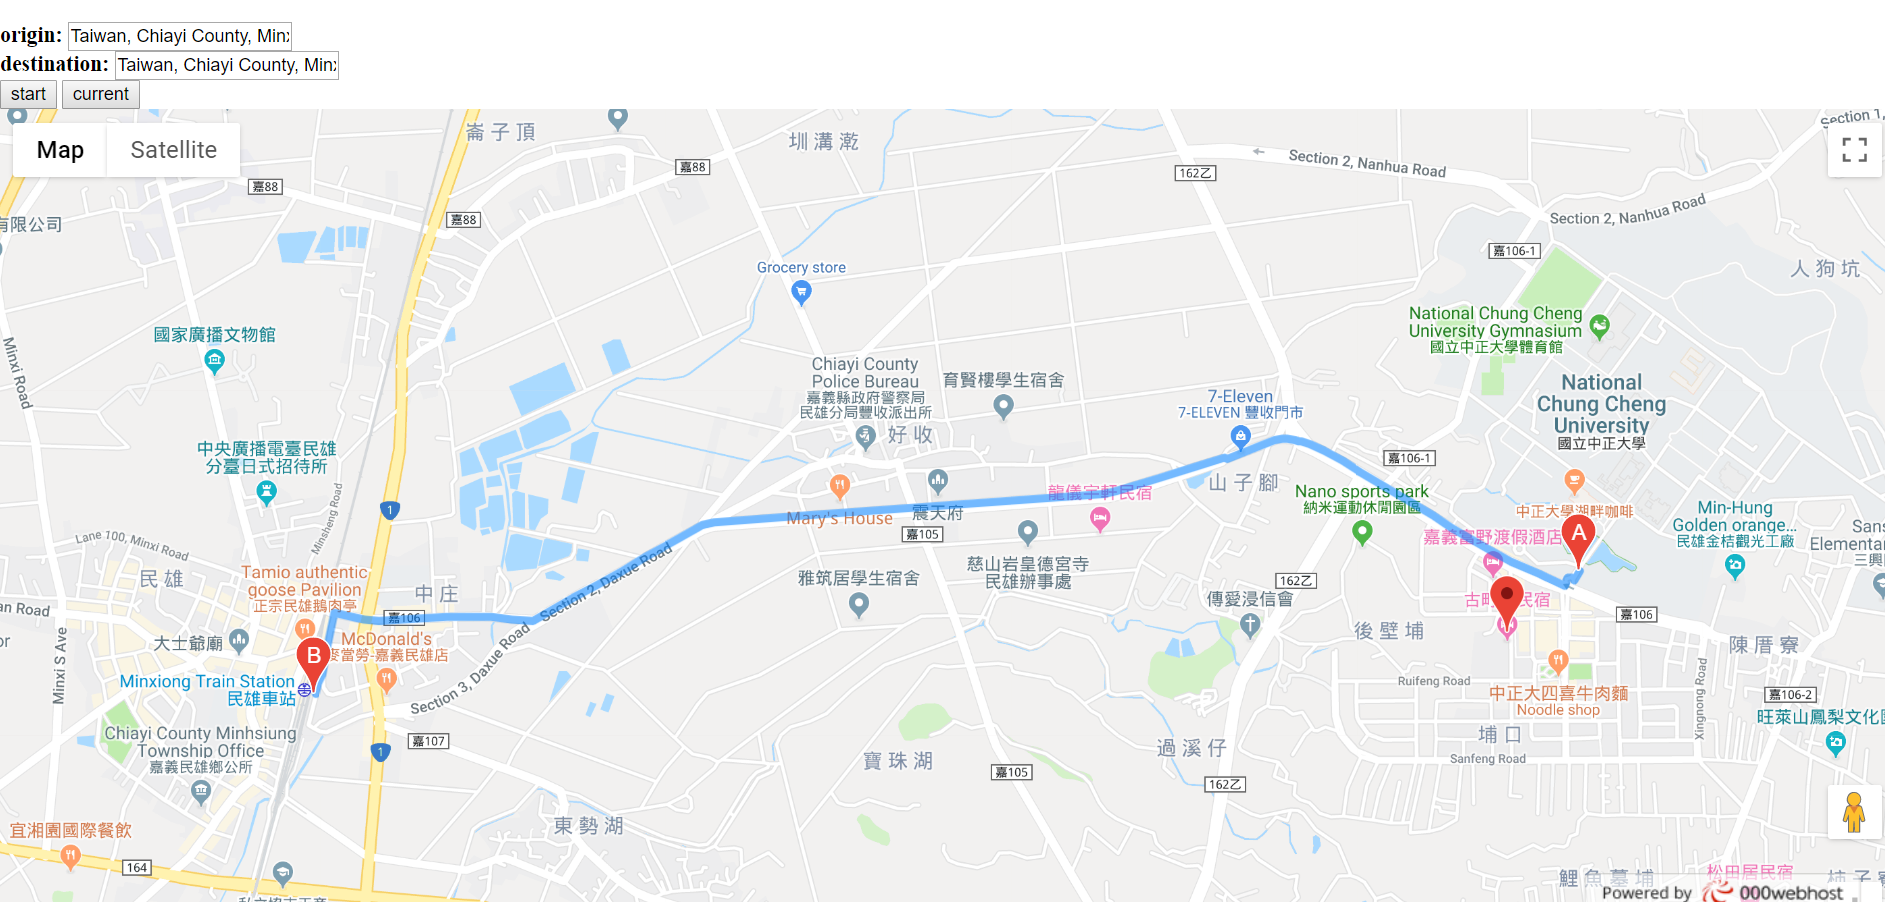 origin: Taiwan, Chiayi County, Minx
destination: Taiwan, Chiayi County, Minx
start current
Map Satellite
崙子頂
圳溝漧
Section 1,
嘉88
嘉88
嘉88
162乙
Section 2, Nanhua Road
Section 2, Nanhua Road
有限公司
嘉106-1
人狗坑
Grocery store
National Chung Cheng
University Gymnasium
國立中正大學體育館
Minxi Road
國家廣播文物館
Chiayi County
Police Bureau
嘉義縣政府警察局
民雄分局豐收派出所
育賢樓學生宿舍
7-Eleven
7-ELEVEN 豐收門市
National
Chung Cheng
University
國立中正大學
好收
中央廣播電臺民雄
分臺日式招待所
嘉106-1
山子腳
龍儀宇軒民宿
Nano sports park
納米運動休閒園區
中正大學湖畔咖啡
Min-Hung
Golden orange...
民雄金桔觀光工廠
1
Minsheng Road
Mary's House
震天府
嘉105
嘉義富野渡假酒店
A
Sans
Elementar
三興
Lane 100, Minxi Road
民雄
Tamio authentic
goose Pavilion
正宗民雄鵝肉亭
中庄
Section 2, Daxue Road
雅筑居學生宿舍
慈山岩皇德宮寺
民雄辦事處
162乙
傳愛浸信會
an Road
嘉106
嘉106
後壁埔
陳厝寮
大士爺廟
McDonald's
麥當勞-嘉義民雄店
B
Minxiong Train Station
民雄車站
Minxi S Ave
Section 3, Daxue Road
Ruifeng Road
中正大四喜牛肉麵
Noodle shop
Xingnong Road
嘉106-2
旺萊山鳳梨文化
Chiayi County Minhsiung
Township Office
嘉義民雄鄉公所
嘉107
1
寶珠湖
嘉105
過溪仔
162乙
埔口
Sanfeng Road
宜湘園國際餐飲
東勢湖
164
鯉魚墓埔
松田居民宿
Powered by 000webhost